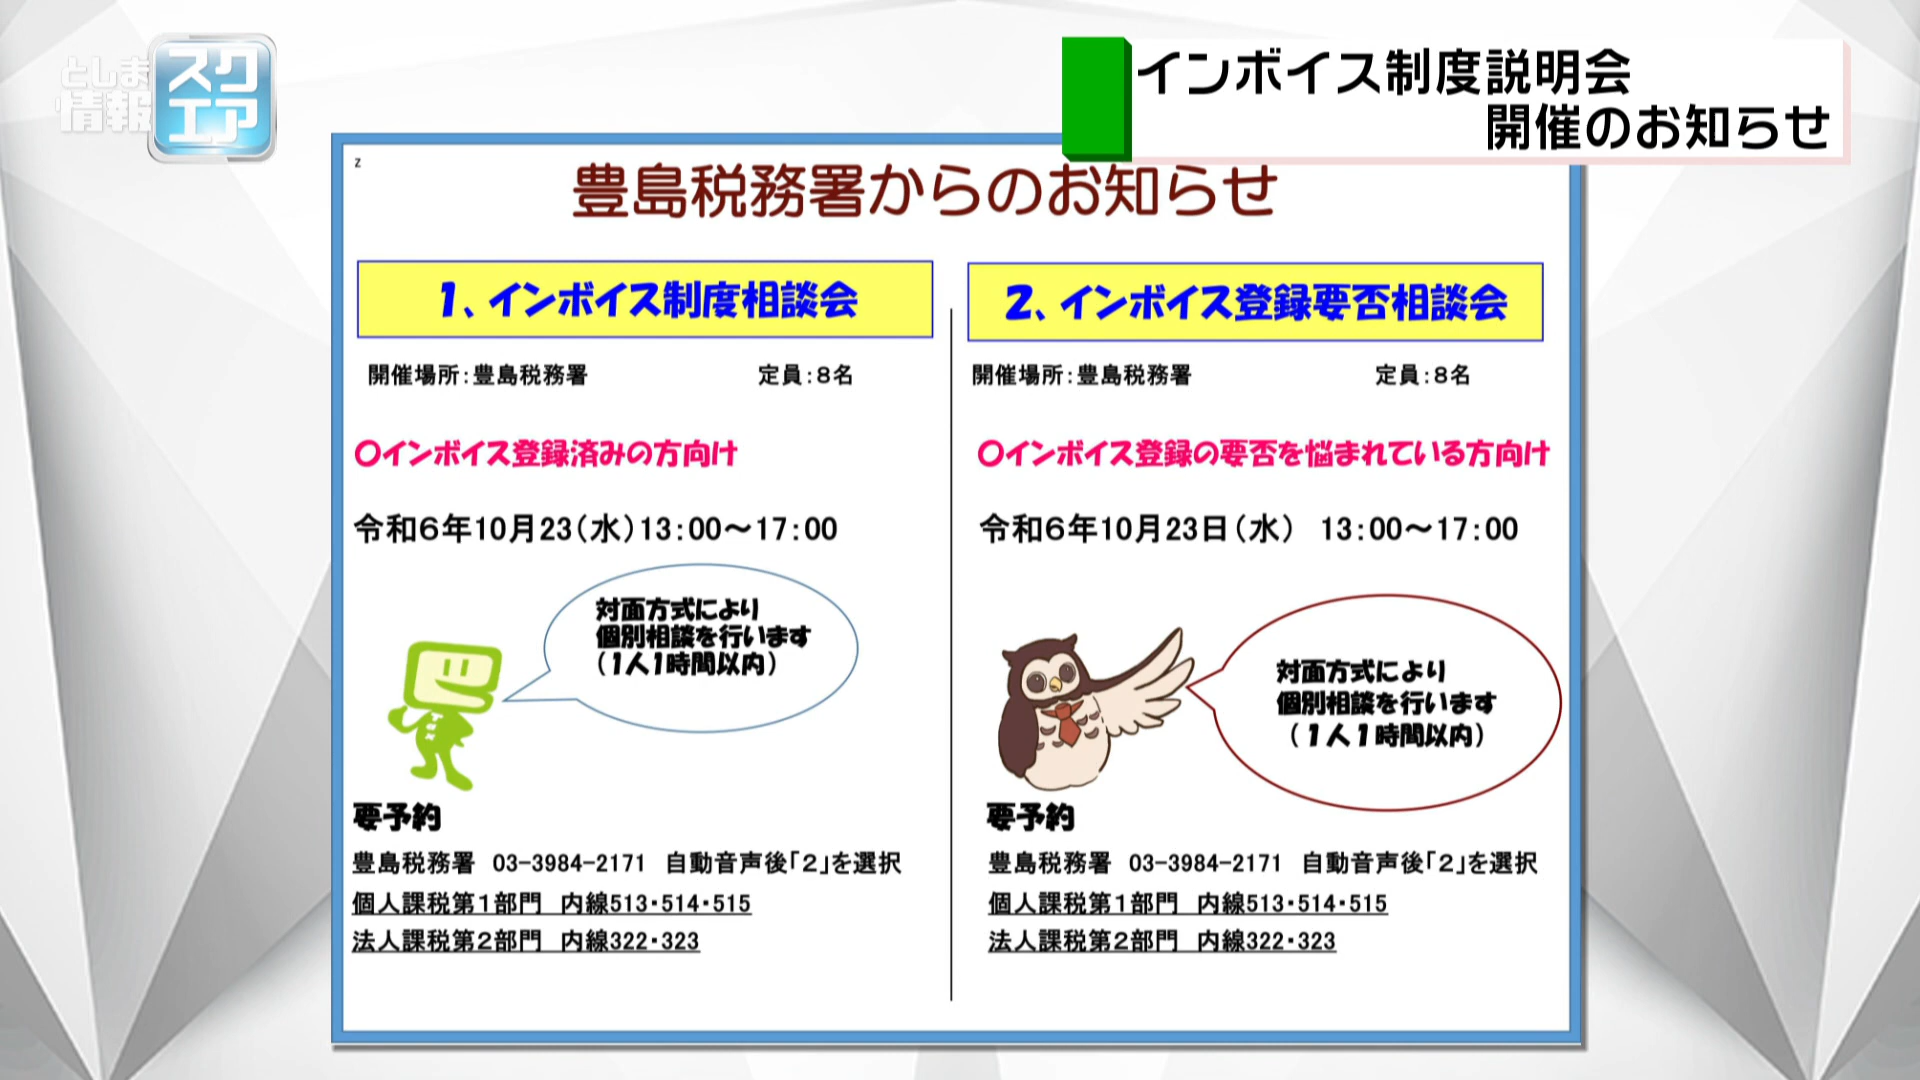 としま
情報
スク
エア
インボイス制度説明会
開催のお知らせ
z
豊島税務署からのお知らせ
1、インボイス制度相談会
開催場所:豊島税務署　定員:8名
〇インボイス登録済みの方向け
令和6年10月23(水)13:00～17:00
対面方式により
個別相談を行います
(1人1時間以内)
要予約
豊島税務署　03-3984-2171　自動音声後「2」を選択
個人課税第1部門　内線513・514・515
法人課税第2部門　内線322・323
2、インボイス登録要否相談会
開催場所:豊島税務署　定員:8名
〇インボイス登録の要否を悩まれている方向け
令和6年10月23日(水)　13:00～17:00
対面方式により
個別相談を行います
(1人1時間以内)
要予約
豊島税務署　03-3984-2171　自動音声後「2」を選択
個人課税第1部門　内線513・514・515
法人課税第2部門　内線322・323